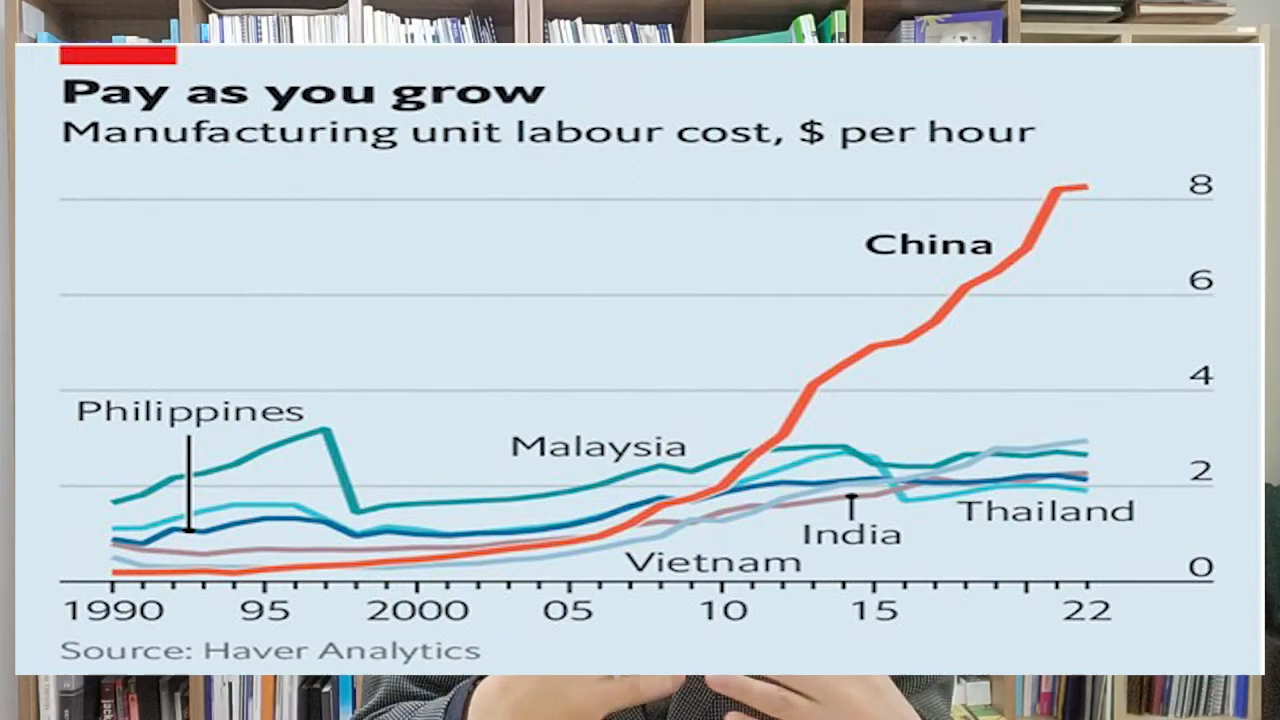 Pay as you grow
Manufacturing unit labour cost, $ per hour
8
China
6
4
Philippines
Malaysia
2
Thailand
India
Vietnam
0
1990 95 2000 05 10 15 22
Source: Haver Analytics